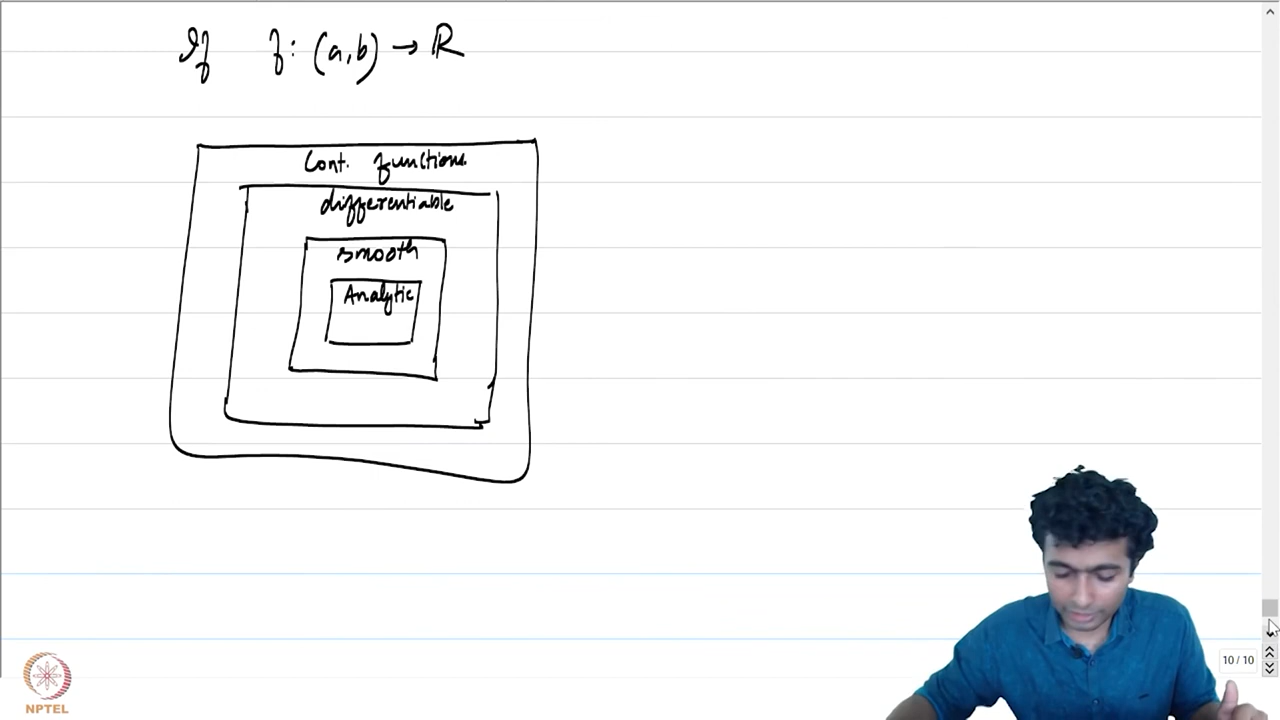 If f: (a, b) → ℝ
Cont. functions
differentiable
smooth
Analytic
10 / 10
NPTEL